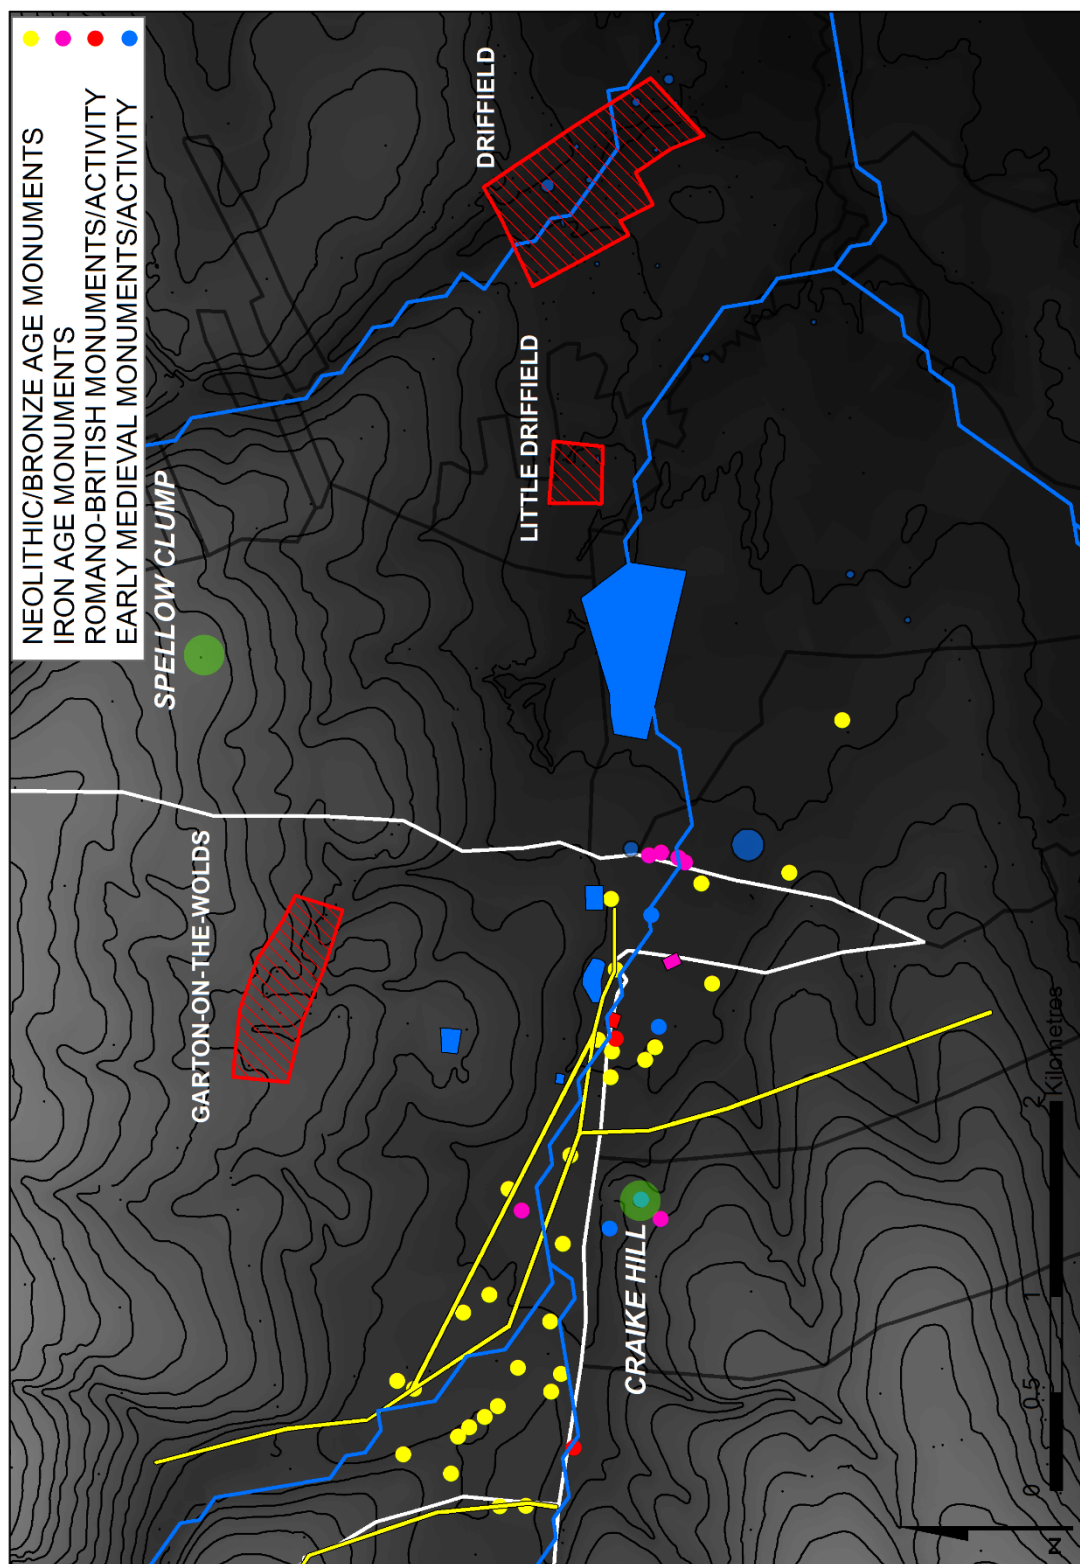 NEOLITHIC/BRONZE AGE MONUMENTS
IRON AGE MONUMENTS
ROMANO-BRITISH MONUMENTS/ACTIVITY
EARLY MEDIEVAL MONUMENTS/ACTIVITY
SPELLOW CLUMP
DRIFFIELD
GARTON-ON-THE-WOLDS
LITTLE DRIFFIELD
CRAIKE HILL
N
0 0.5 1 2
Kilometres